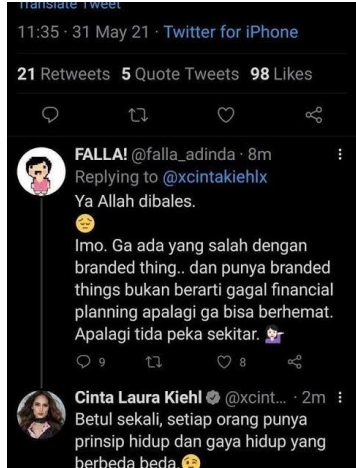 Translate Tweet
11:35 · 31 May 21 · Twitter for iPhone
21 Retweets 5 Quote Tweets 98 Likes
FALLA! @falla_adinda · 8m
Replying to @xcintakiehlx
Ya Allah dibales.
😔
Imo. Ga ada yang salah dengan
branded thing.. dan punya branded
things bukan berarti gagal financial
planning apalagi ga bisa berhemat.
Apalagi tida peka sekitar. 💁🏻‍♀️
9 8
Cinta Laura Kiehl @xcint... · 2m
Betul sekali, setiap orang punya
prinsip hidup dan gaya hidup yang
berbeda beda.😉